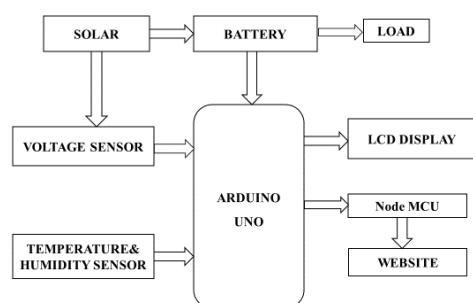 SOLAR
BATTERY
LOAD
VOLTAGE SENSOR
LCD DISPLAY
ARDUINO
UNO
Node MCU
TEMPERATURE&
HUMIDITY SENSOR
WEBSITE